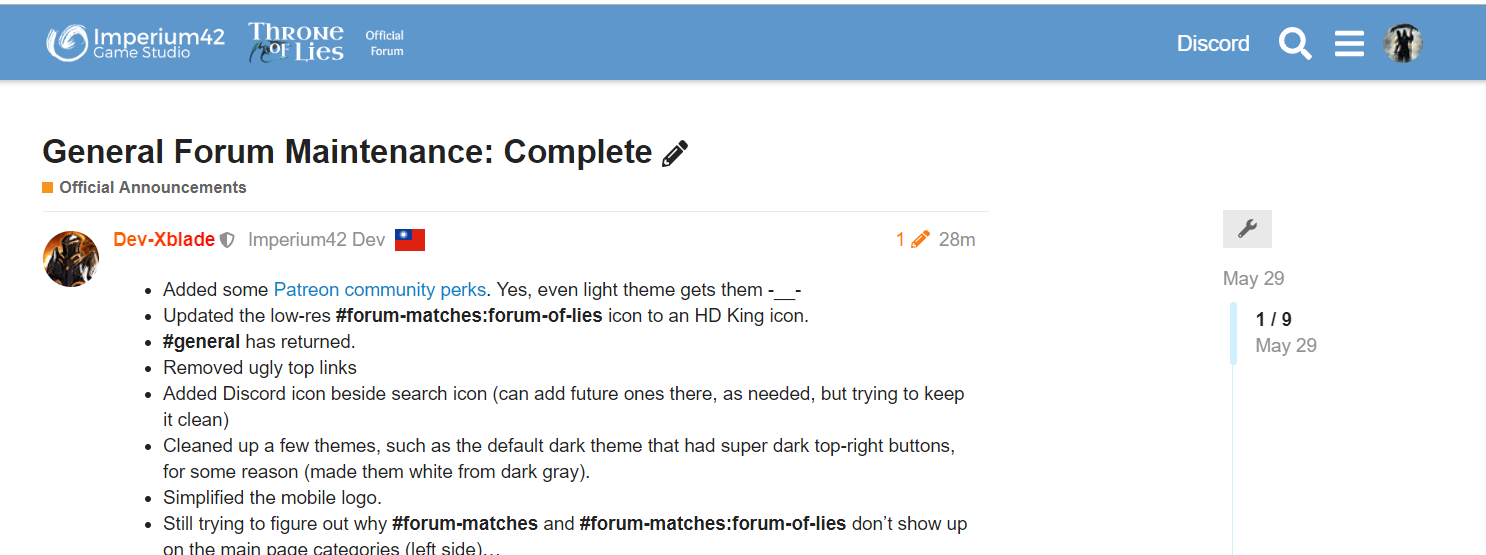 Imperium42
Game Studio
THRONE
OF LIES
Official
Forum
Discord
General Forum Maintenance: Complete
Official Announcements
Dev-Xblade Imperium42 Dev 1 28m
• Added some Patreon community perks. Yes, even light theme gets them -__-
• Updated the low-res #forum-matches:forum-of-lies icon to an HD King icon.
• #general has returned.
• Removed ugly top links
• Added Discord icon beside search icon (can add future ones there, as needed, but trying to keep
it clean)
• Cleaned up a few themes, such as the default dark theme that had super dark top-right buttons,
for some reason (made them white from dark gray).
• Simplified the mobile logo.
• Still trying to figure out why #forum-matches and #forum-matches:forum-of-lies don’t show up
on the main page categories (left side)…
May 29
1 / 9
May 29